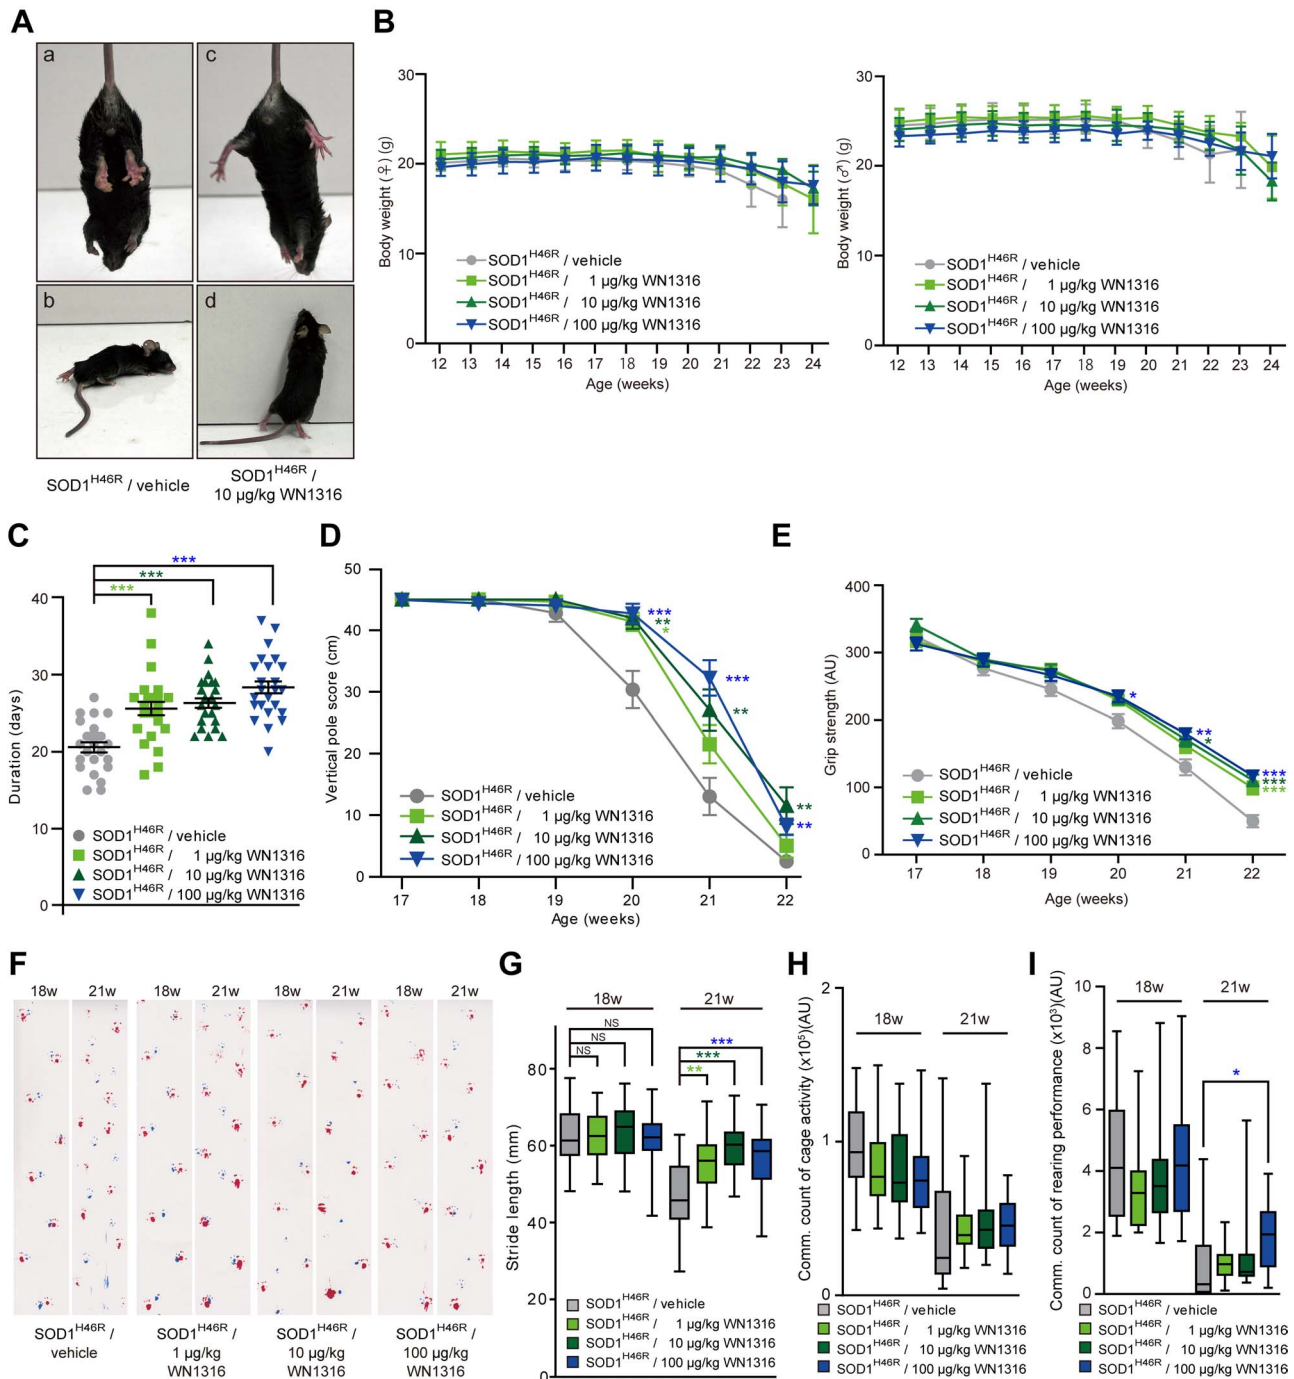 A
a
c
b
d
SOD1H46R / vehicle
SOD1H46R /
10 µg/kg WN1316
B
Body weight (♀) (g)
30
20
10
0
12 13 14 15 16 17 18 19 20 21 22 23 24
Age (weeks)
SOD1H46R / vehicle
SOD1H46R / 1 µg/kg WN1316
SOD1H46R / 10 µg/kg WN1316
SOD1H46R / 100 µg/kg WN1316
Body weight (♂) (g)
30
20
10
0
12 13 14 15 16 17 18 19 20 21 22 23 24
Age (weeks)
SOD1H46R / vehicle
SOD1H46R / 1 µg/kg WN1316
SOD1H46R / 10 µg/kg WN1316
SOD1H46R / 100 µg/kg WN1316
C
Duration (days)
40
30
20
10
0
***
***
***
SOD1H46R / vehicle
SOD1H46R / 1 µg/kg WN1316
SOD1H46R / 10 µg/kg WN1316
SOD1H46R / 100 µg/kg WN1316
D
Vertical pole score (cm)
50
40
30
20
10
0
***
**
*
***
**
**
**
17 18 19 20 21 22
Age (weeks)
SOD1H46R / vehicle
SOD1H46R / 1 µg/kg WN1316
SOD1H46R / 10 µg/kg WN1316
SOD1H46R / 100 µg/kg WN1316
E
Grip strength (AU)
400
300
200
100
0
*
**
*
***
***
***
17 18 19 20 21 22
Age (weeks)
SOD1H46R / vehicle
SOD1H46R / 1 µg/kg WN1316
SOD1H46R / 10 µg/kg WN1316
SOD1H46R / 100 µg/kg WN1316
F
18w 21w 18w 21w 18w 21w 18w 21w
SOD1H46R /
vehicle
SOD1H46R /
1 µg/kg
WN1316
SOD1H46R /
10 µg/kg
WN1316
SOD1H46R /
100 µg/kg
WN1316
G
Stride length (mm)
80
60
40
20
0
18w 21w
NS
NS
NS
***
***
**
SOD1H46R / vehicle
SOD1H46R / 1 µg/kg WN1316
SOD1H46R / 10 µg/kg WN1316
SOD1H46R / 100 µg/kg WN1316
H
Comm. count of cage activity (x10⁵)(AU)
2
1
0
18w 21w
SOD1H46R / vehicle
SOD1H46R / 1 µg/kg WN1316
SOD1H46R / 10 µg/kg WN1316
SOD1H46R / 100 µg/kg WN1316
I
Comm. count of rearing performance (x10³)(AU)
10
8
6
4
2
0
18w 21w
*
SOD1H46R / vehicle
SOD1H46R / 1 µg/kg WN1316
SOD1H46R / 10 µg/kg WN1316
SOD1H46R / 100 µg/kg WN1316